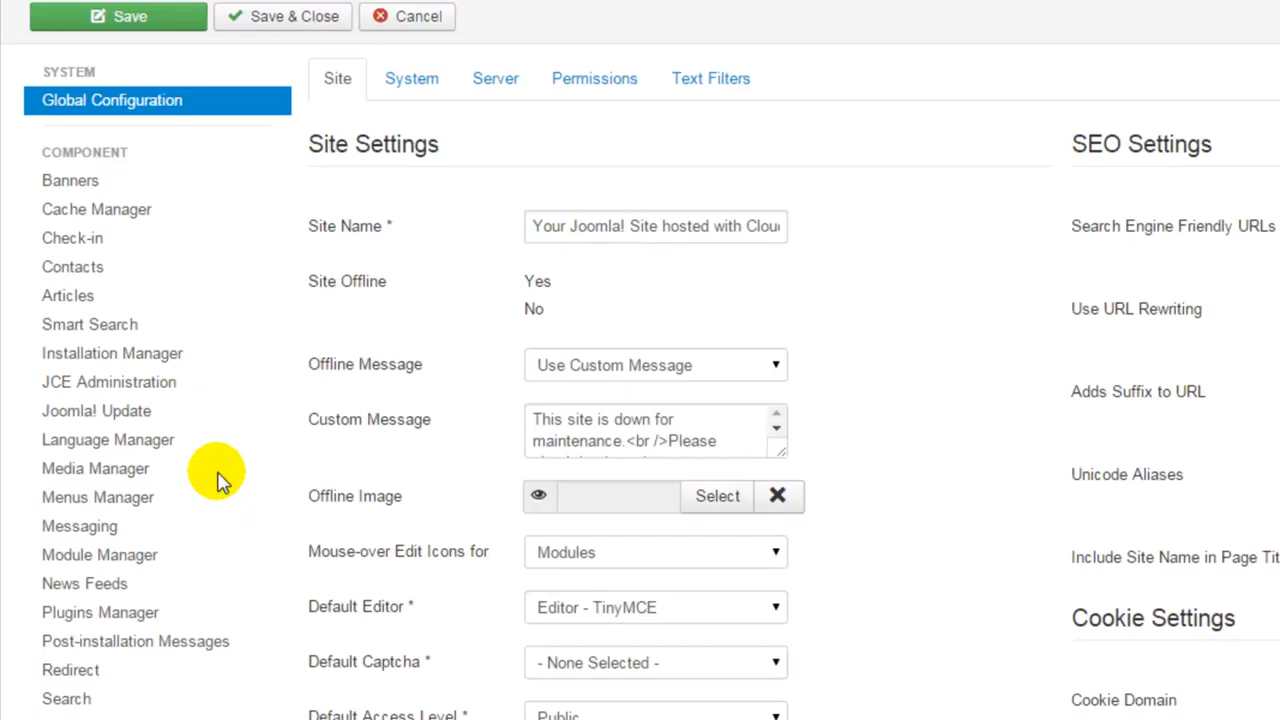 Save
Save & Close
Cancel
SYSTEM
Global Configuration
COMPONENT
Banners
Cache Manager
Check-in
Contacts
Articles
Smart Search
Installation Manager
JCE Administration
Joomla! Update
Language Manager
Media Manager
Menus Manager
Messaging
Module Manager
News Feeds
Plugins Manager
Post-installation Messages
Redirect
Search
Site
System
Server
Permissions
Text Filters
Site Settings
Site Name *
Your Joomla! Site hosted with Clou
Site Offline
Yes
No
Offline Message
Use Custom Message
Custom Message
This site is down for
maintenance.<br />Please
Offline Image
Select
Mouse-over Edit Icons for
Modules
Default Editor *
Editor - TinyMCE
Default Captcha *
- None Selected -
Default Access Level *
Public
SEO Settings
Search Engine Friendly URLs
Use URL Rewriting
Adds Suffix to URL
Unicode Aliases
Include Site Name in Page Tit
Cookie Settings
Cookie Domain